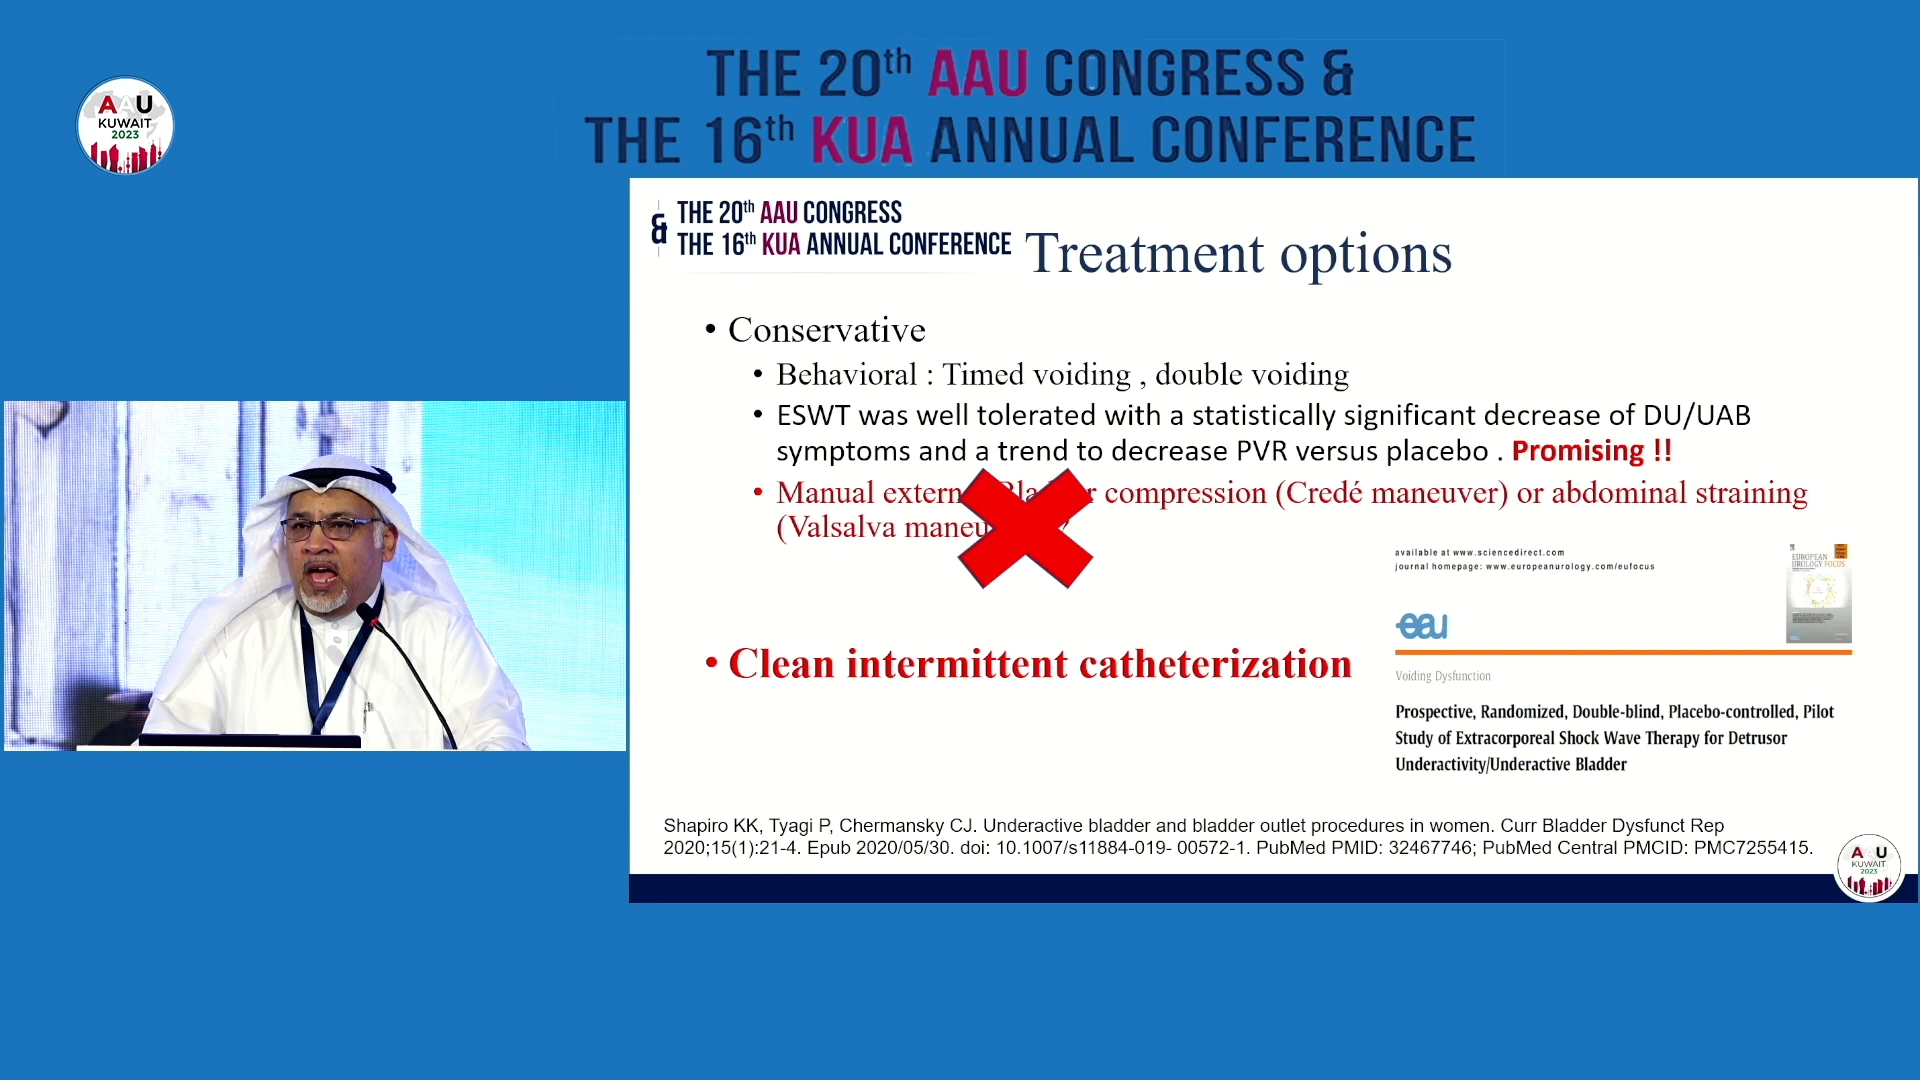 AAU
KUWAIT
2023
THE 20th AAU CONGRESS &
THE 16th KUA ANNUAL CONFERENCE
& THE 20th AAU CONGRESS
THE 16th KUA ANNUAL CONFERENCE
Treatment options
• Conservative
• Behavioral : Timed voiding , double voiding
• ESWT was well tolerated with a statistically significant decrease of DU/UAB
symptoms and a trend to decrease PVR versus placebo . Promising !!
• Manual extern compression (Credé maneuver) or abdominal straining
(Valsalva maneu
available at www.sciencedirect.com
journal homepage: www.europeanurology.com/eufocus
EUROPEAN
UROLOGY FOCUS
eau
• Clean intermittent catheterization
Voiding Dysfunction
Prospective, Randomized, Double-blind, Placebo-controlled, Pilot
Study of Extracorporeal Shock Wave Therapy for Detrusor
Underactivity/Underactive Bladder
Shapiro KK, Tyagi P, Chermansky CJ. Underactive bladder and bladder outlet procedures in women. Curr Bladder Dysfunct Rep
2020;15(1):21-4. Epub 2020/05/30. doi: 10.1007/s11884-019- 00572-1. PubMed PMID: 32467746; PubMed Central PMCID: PMC7255415.
AAU
KUWAIT
2023